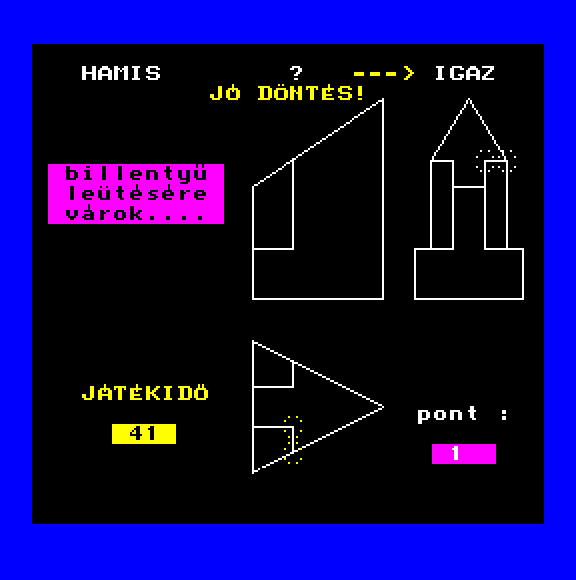 HAMIS ? ---> IGAZ
JÓ DÖNTÉS!
billentyű
leütésére
várok....
JÁTÉKIDŐ
41
pont :
1